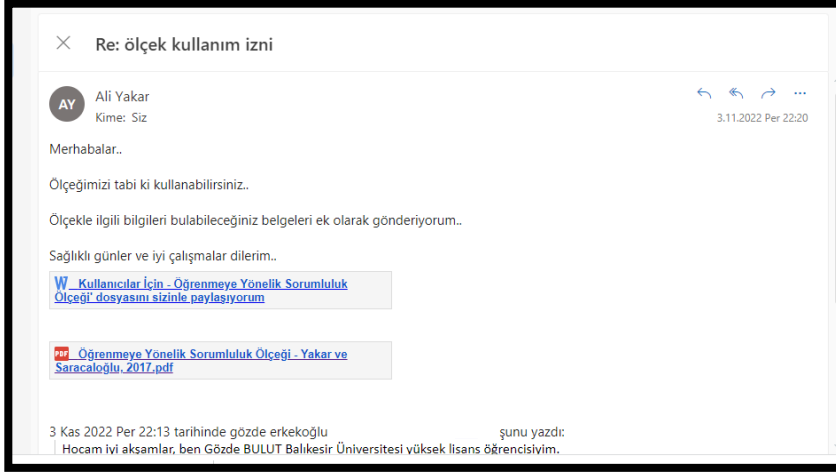 Re: ölçek kullanım izni
AY
Ali Yakar
Kime: Siz
3.11.2022 Per 22:20
Merhabalar..
Ölçeğimizi tabi ki kullanabilirsiniz..
Ölçekle ilgili bilgileri bulabileceğiniz belgeleri ek olarak gönderiyorum..
Sağlıklı günler ve iyi çalışmalar dilerim..
W Kullanıcılar İçin - Öğrenmeye Yönelik Sorumluluk
Ölçeği' dosyasını sizinle paylaşıyorum
PDF Öğrenmeye Yönelik Sorumluluk Ölçeği - Yakar ve
Saracaloğlu, 2017.pdf
3 Kas 2022 Per 22:13 tarihinde gözde erkekoğlu şunu yazdı:
Hocam iyi akşamlar, ben Gözde BULUT Balıkesir Üniversitesi yüksek lisans öğrencisiyim.